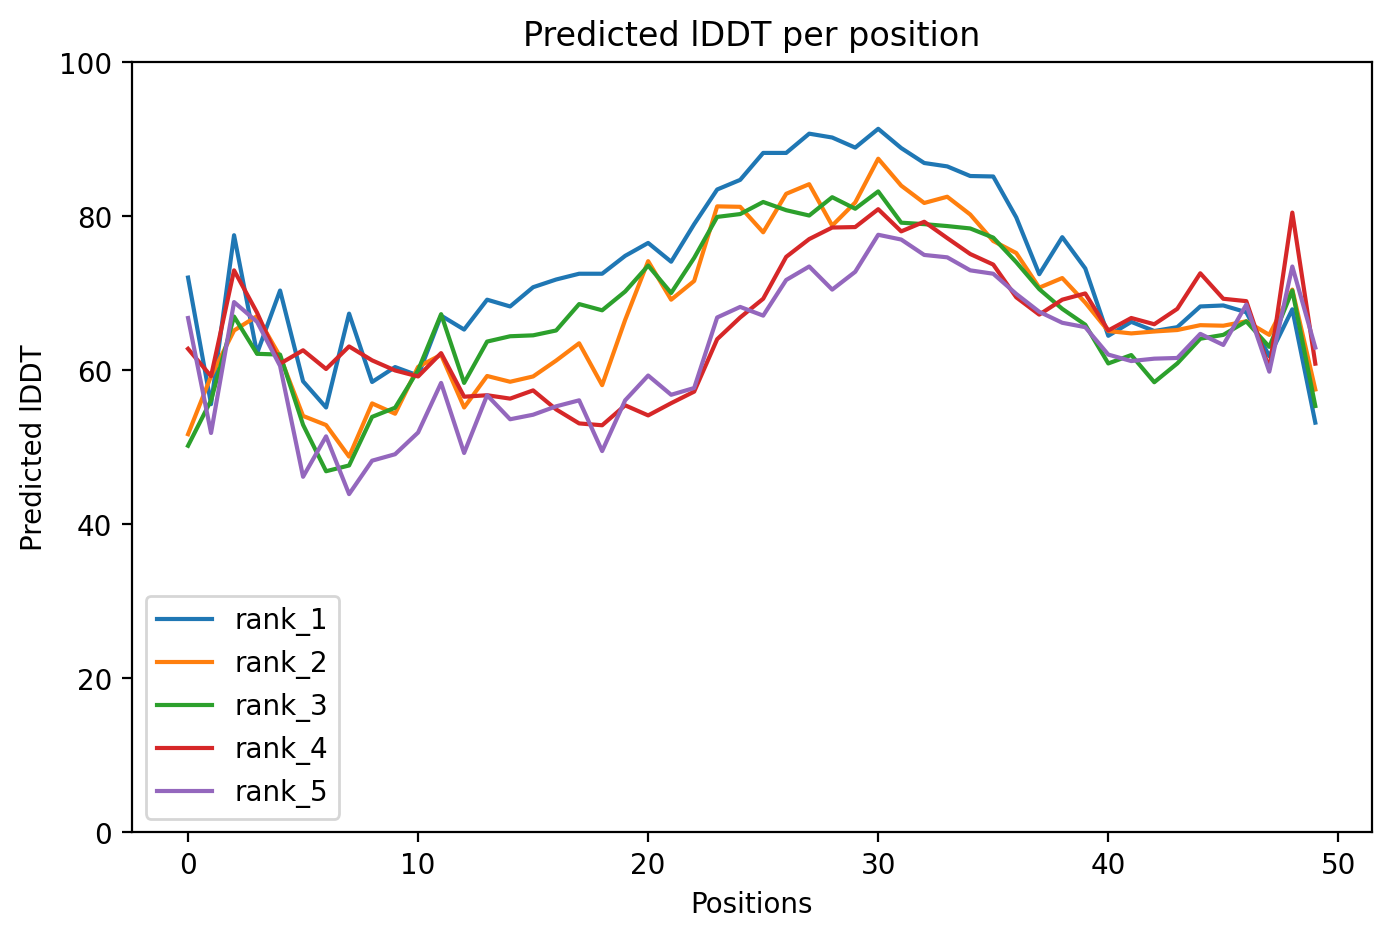 Predicted lDDT per position
100
80
60
40
20
0
Predicted lDDT
rank_1
rank_2
rank_3
rank_4
rank_5
0 10 20 30 40 50
Positions